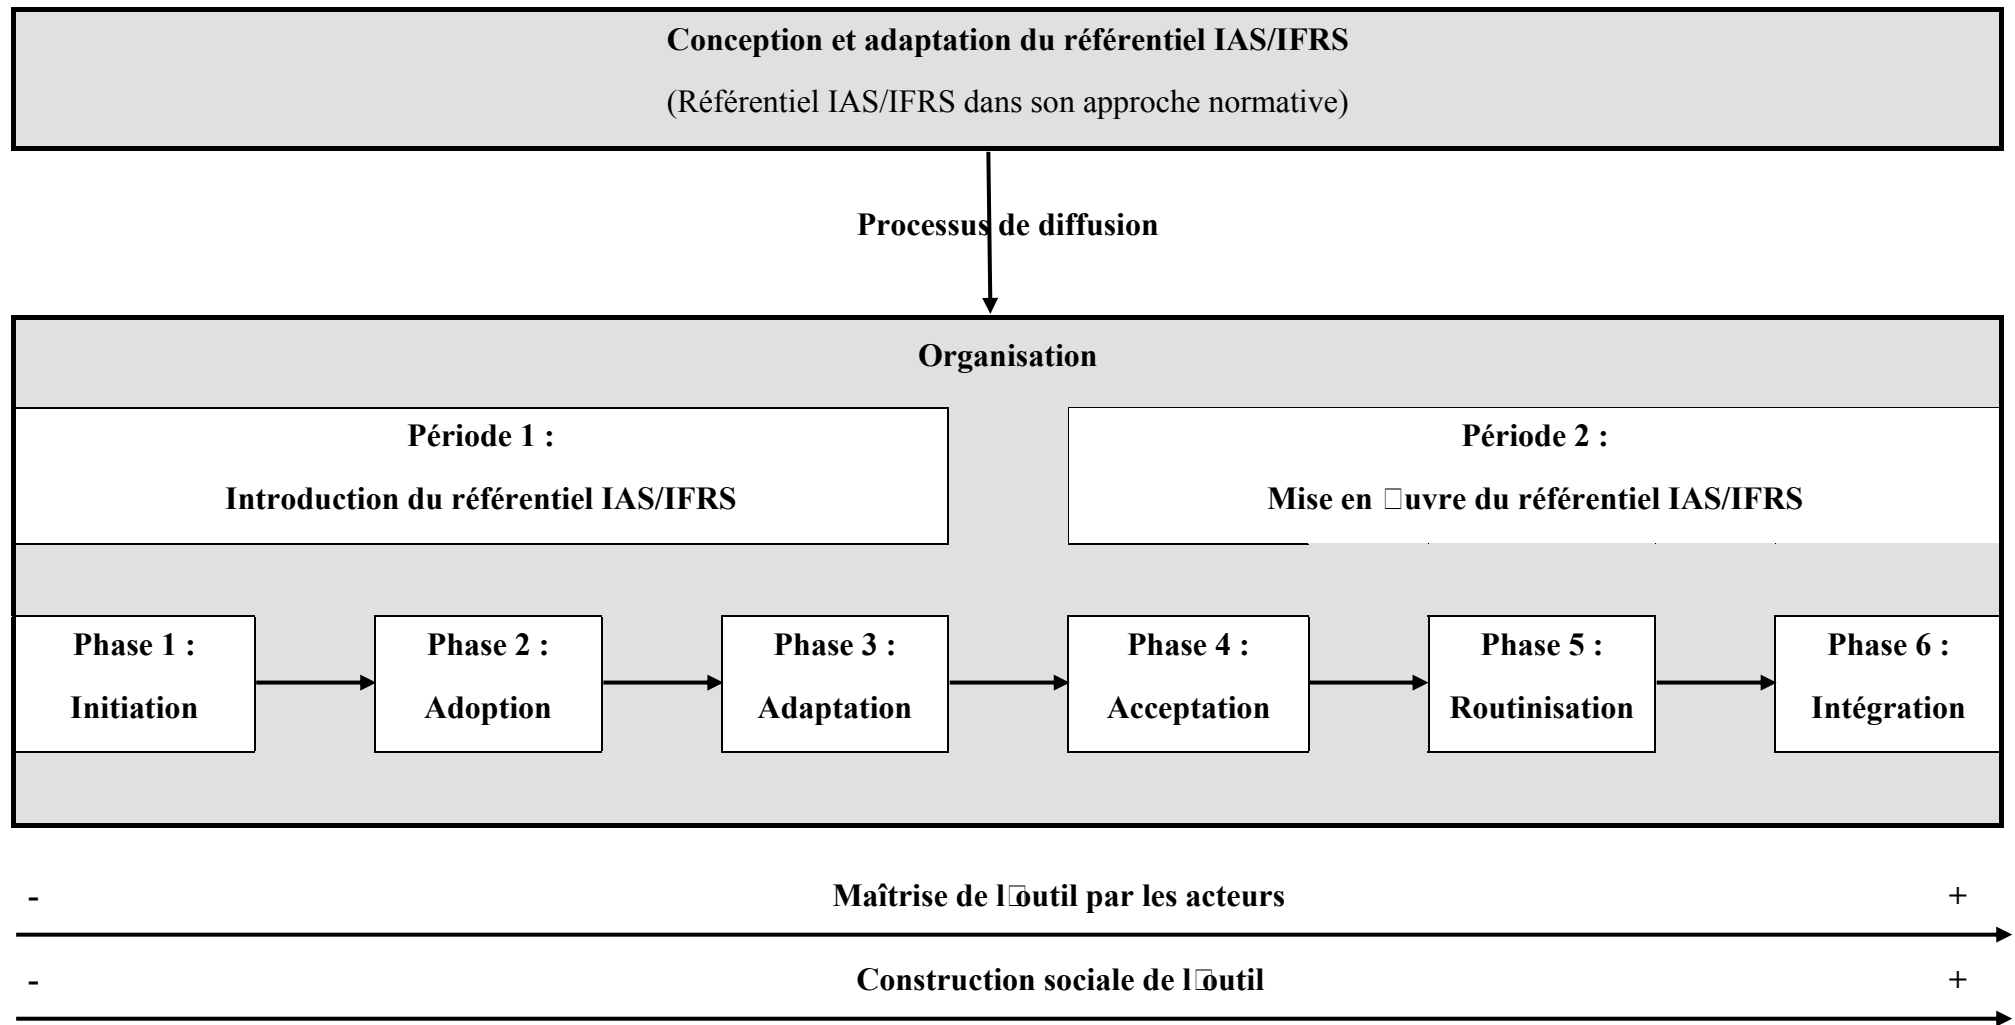 Conception et adaptation du référentiel IAS/IFRS
(Référentiel IAS/IFRS dans son approche normative)
Processus de diffusion
Organisation
Période 1 :
Introduction du référentiel IAS/IFRS
Période 2 :
Mise en □uvre du référentiel IAS/IFRS
Phase 1 :
Initiation
Phase 2 :
Adoption
Phase 3 :
Adaptation
Phase 4 :
Acceptation
Phase 5 :
Routinisation
Phase 6 :
Intégration
- Maîtrise de l□outil par les acteurs +
- Construction sociale de l□outil +